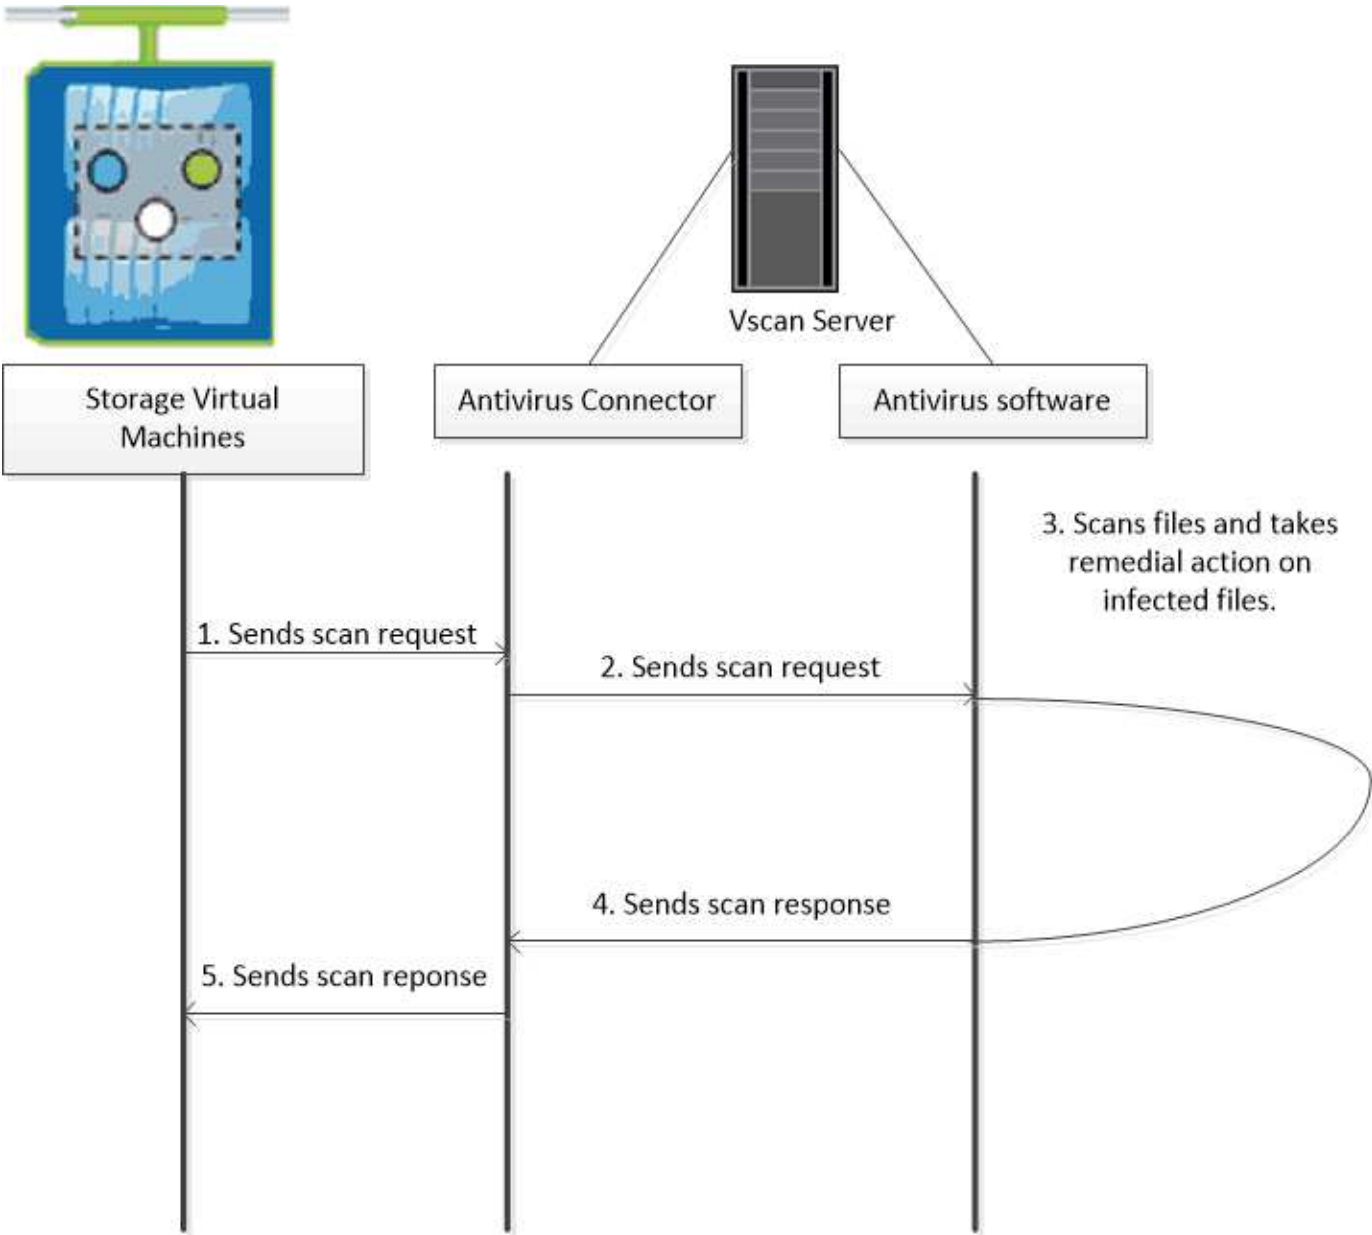 Vscan Server
Storage Virtual
Machines
Antivirus Connector
Antivirus software
3. Scans files and takes
remedial action on
infected files.
1. Sends scan request
2. Sends scan request
4. Sends scan response
5. Sends scan reponse